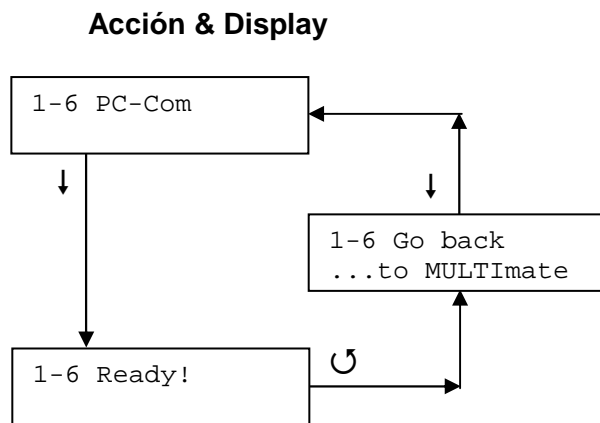 Acción & Display
1-6 PC-Com
1-6 Go back
...to MULTImate
1-6 Ready!